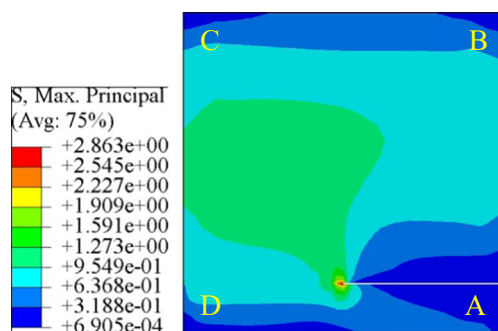 S, Max. Principal
(Avg: 75%)
+2.863e+00
+2.545e+00
+2.227e+00
+1.909e+00
+1.591e+00
+1.273e+00
+9.549e-01
+6.368e-01
+3.188e-01
+6.905e-04
C
B
D
A